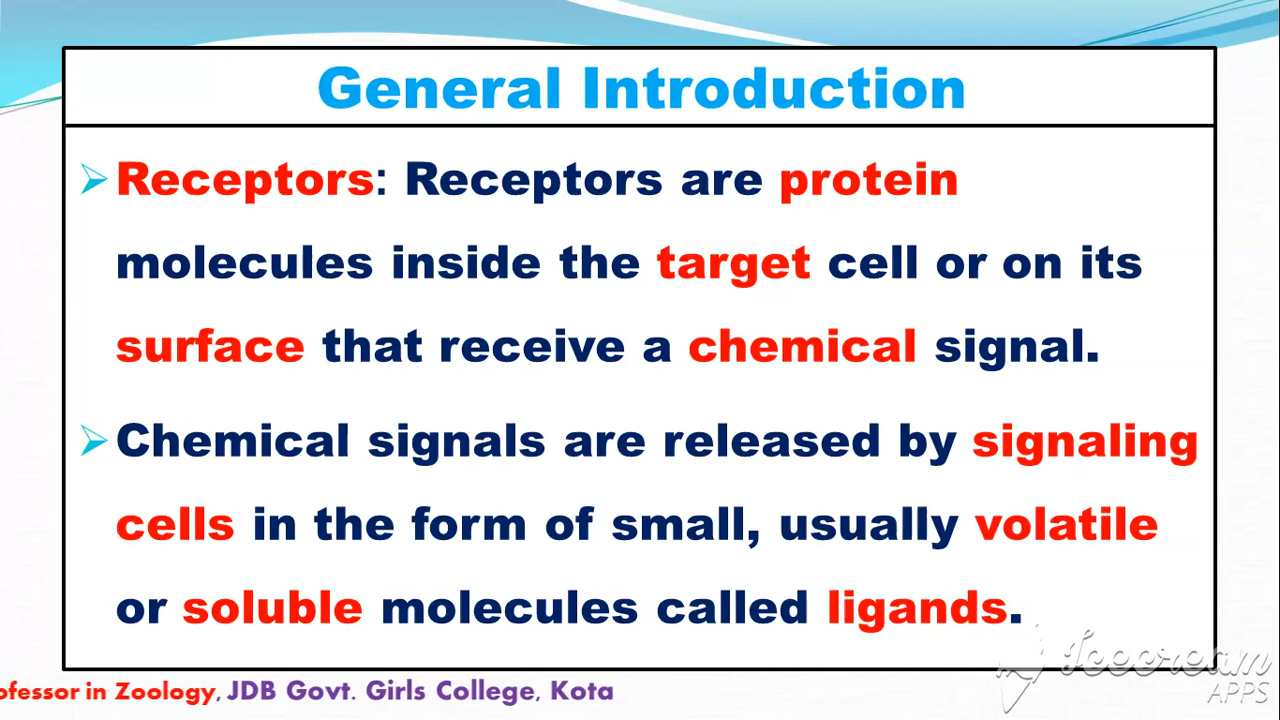 General Introduction
Receptors: Receptors are protein
molecules inside the target cell or on its
surface that receive a chemical signal.
Chemical signals are released by signaling
cells in the form of small, usually volatile
or soluble molecules called ligands.
ofessor in Zoology, JDB Govt. Girls College, Kota
Icecream
APPS